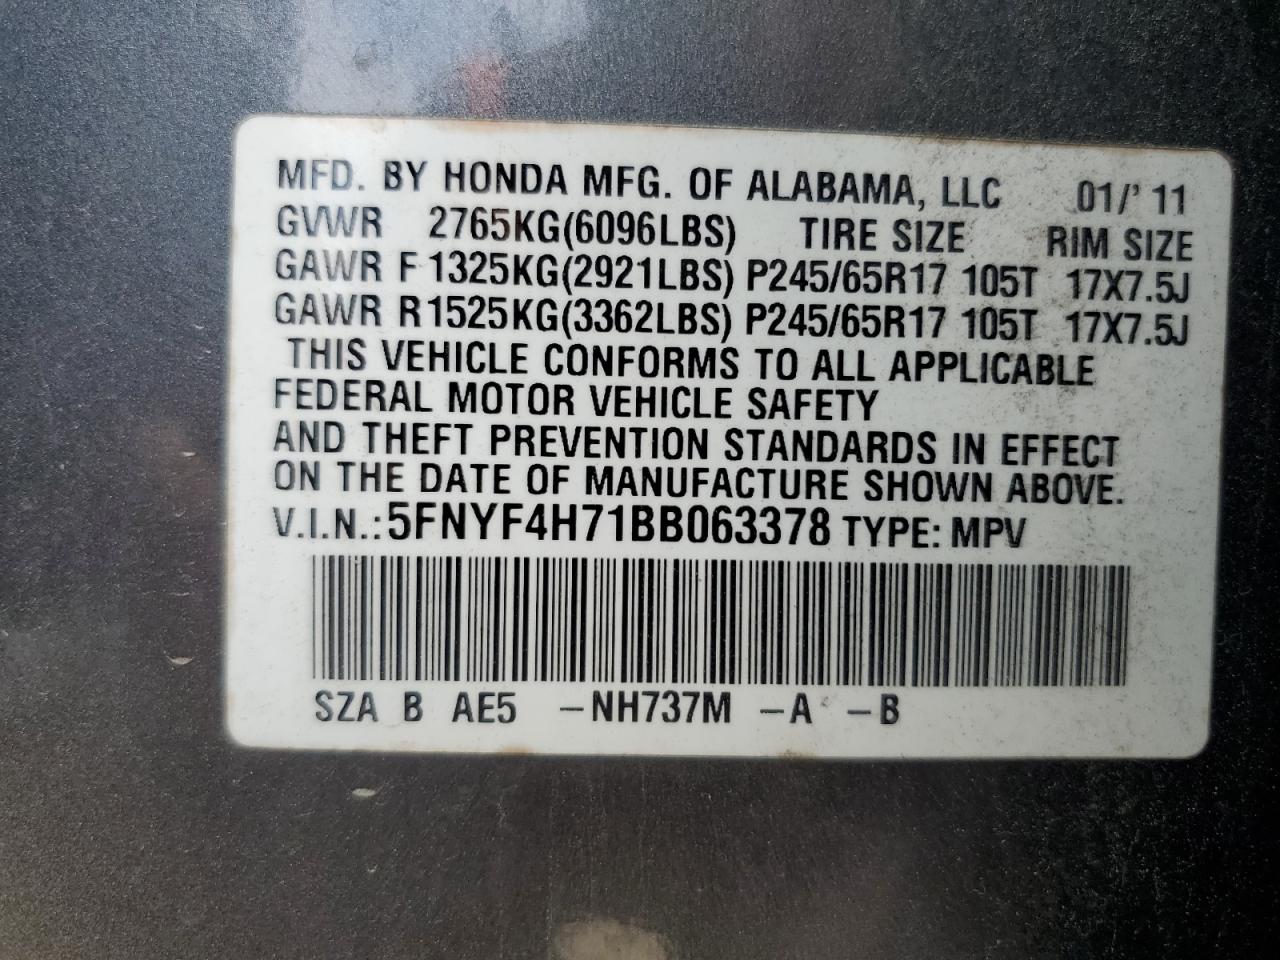 MFD. BY HONDA MFG. OF ALABAMA, LLC 01/' 11
GVWR 2765KG(6096LBS) TIRE SIZE RIM SIZE
GAWR F 1325KG(2921LBS) P245/65R17 105T 17X7.5J
GAWR R1525KG(3362LBS) P245/65R17 105T 17X7.5J
THIS VEHICLE CONFORMS TO ALL APPLICABLE
FEDERAL MOTOR VEHICLE SAFETY
AND THEFT PREVENTION STANDARDS IN EFFECT
ON THE DATE OF MANUFACTURE SHOWN ABOVE.
V.I.N.:5FNYF4H71BB063378 TYPE: MPV
SZA B AE5 –NH737M –A –B